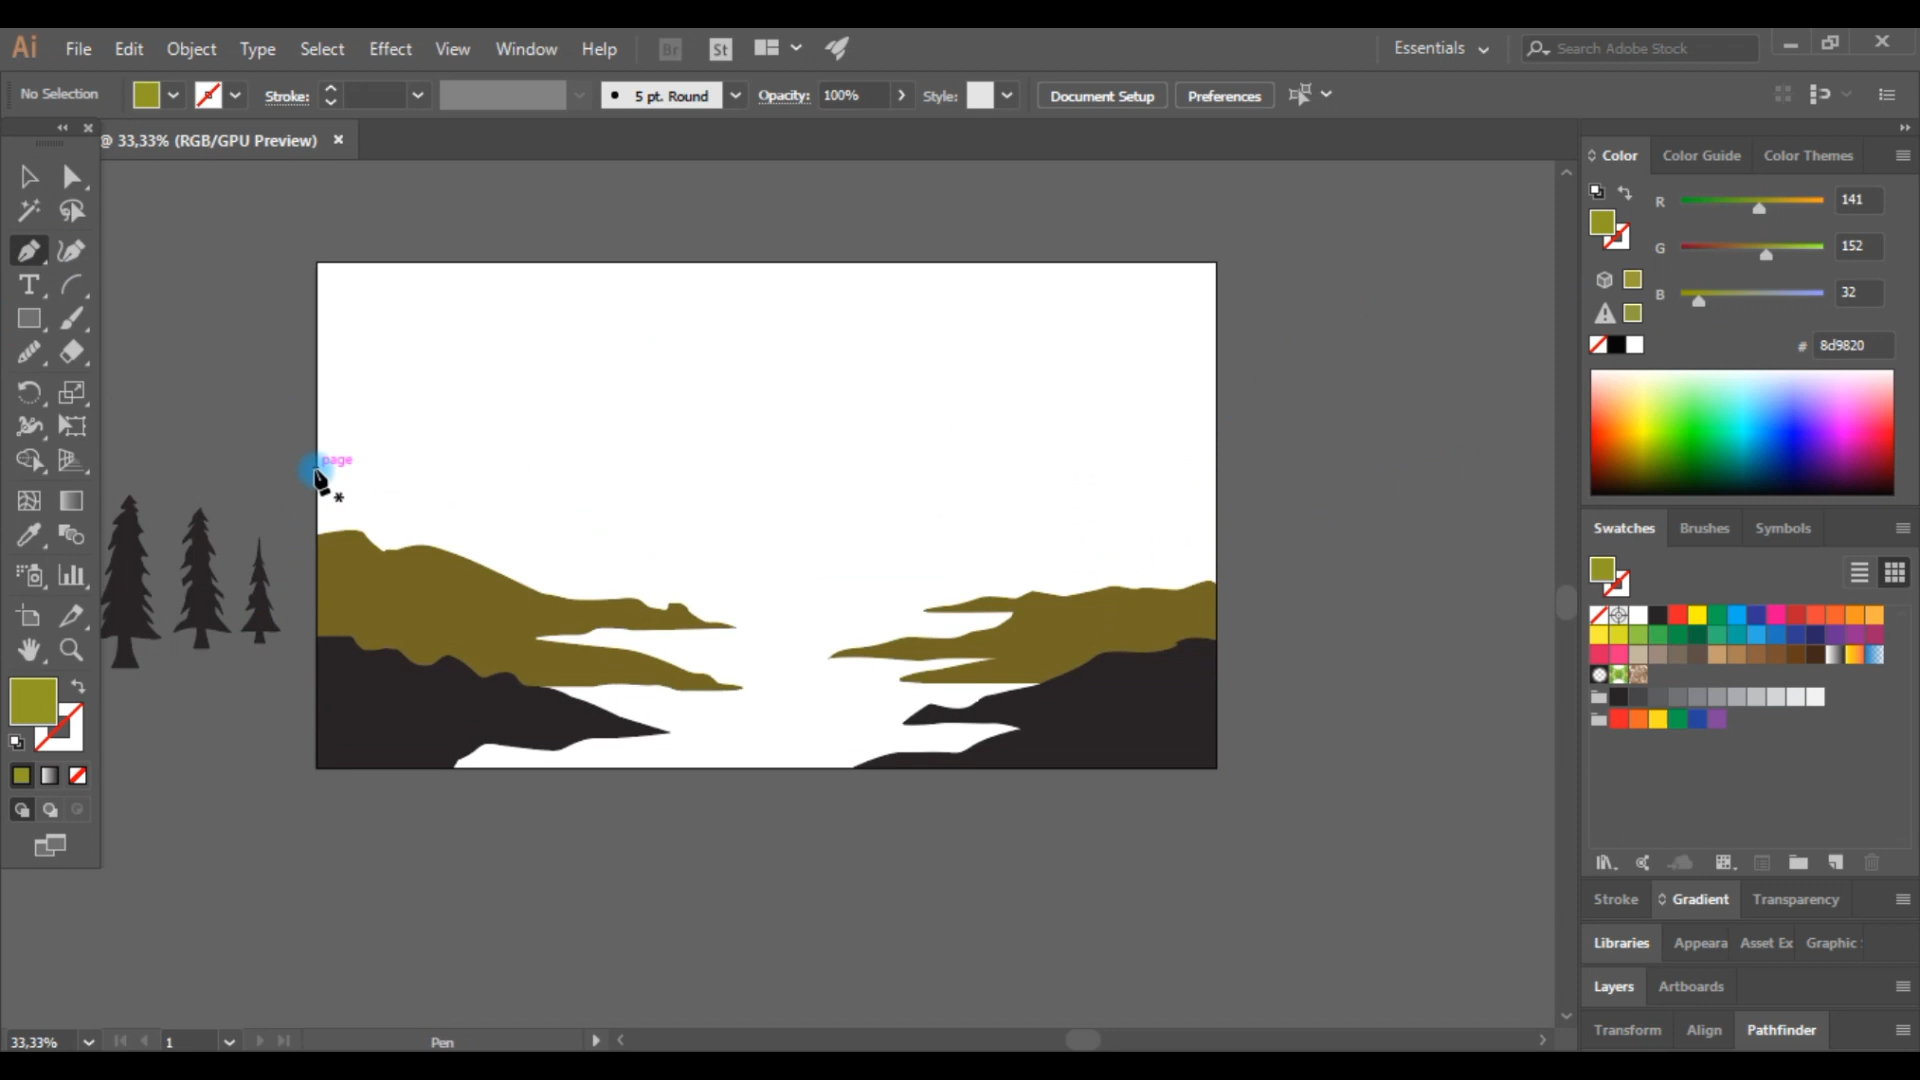 Ai File Edit Object Type Select Effect View Window Help Br St Essentials Search Adobe Stock
No Selection Stroke: 5 pt. Round Opacity: 100% Style: Document Setup Preferences
@ 33,33% (RGB/GPU Preview)
Color Color Guide Color Themes
R 141
G 152
B 32
# 8d9820
page
Swatches Brushes Symbols
Stroke Gradient Transparency
Libraries Appeara Asset Ex Graphic
Layers Artboards
Transform Align Pathfinder
33,33% 1 Pen